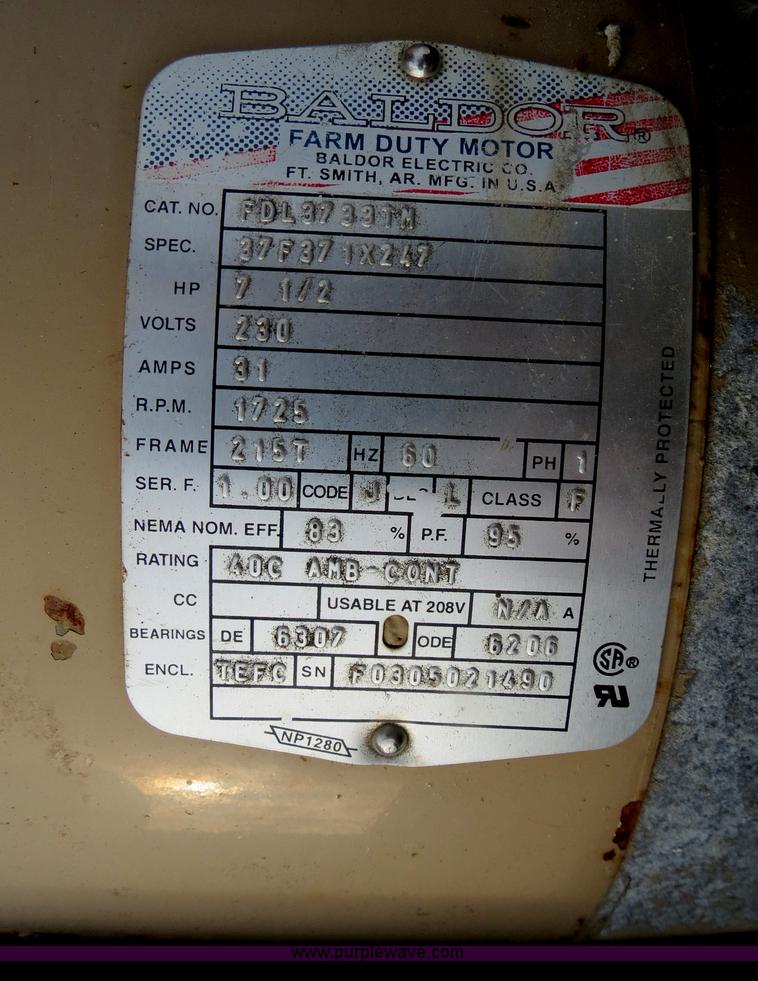 BALDOR®
FARM DUTY MOTOR
BALDOR ELECTRIC CO.
FT. SMITH, AR. MFG. IN U.S.A
CAT. NO. FDL3733TM
SPEC. 37F371X247
HP 7 1/2
VOLTS 230
AMPS 31
R.P.M. 1725
FRAME 215T HZ 60 PH 1
SER. F. 1.00 CODE J L CLASS F
NEMA NOM. EFF. 83 % P.F. 95 %
RATING 40C AMB-CONT
CC USABLE AT 208V N/A A
BEARINGS DE 6307 ODE 6206
ENCL. TEFC SN F0305021490
NP1280
THERMALLY PROTECTED
SA®
www.purplewave.com